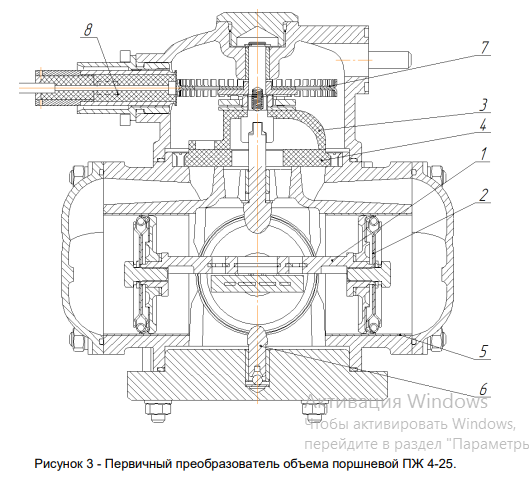 8
7
3
4
1
2
5
6
Активация Windows
Чтобы активировать Windows,
перейдите в раздел "Параметры
Рисунок 3 - Первичный преобразователь объема поршневой ПЖ 4-25.